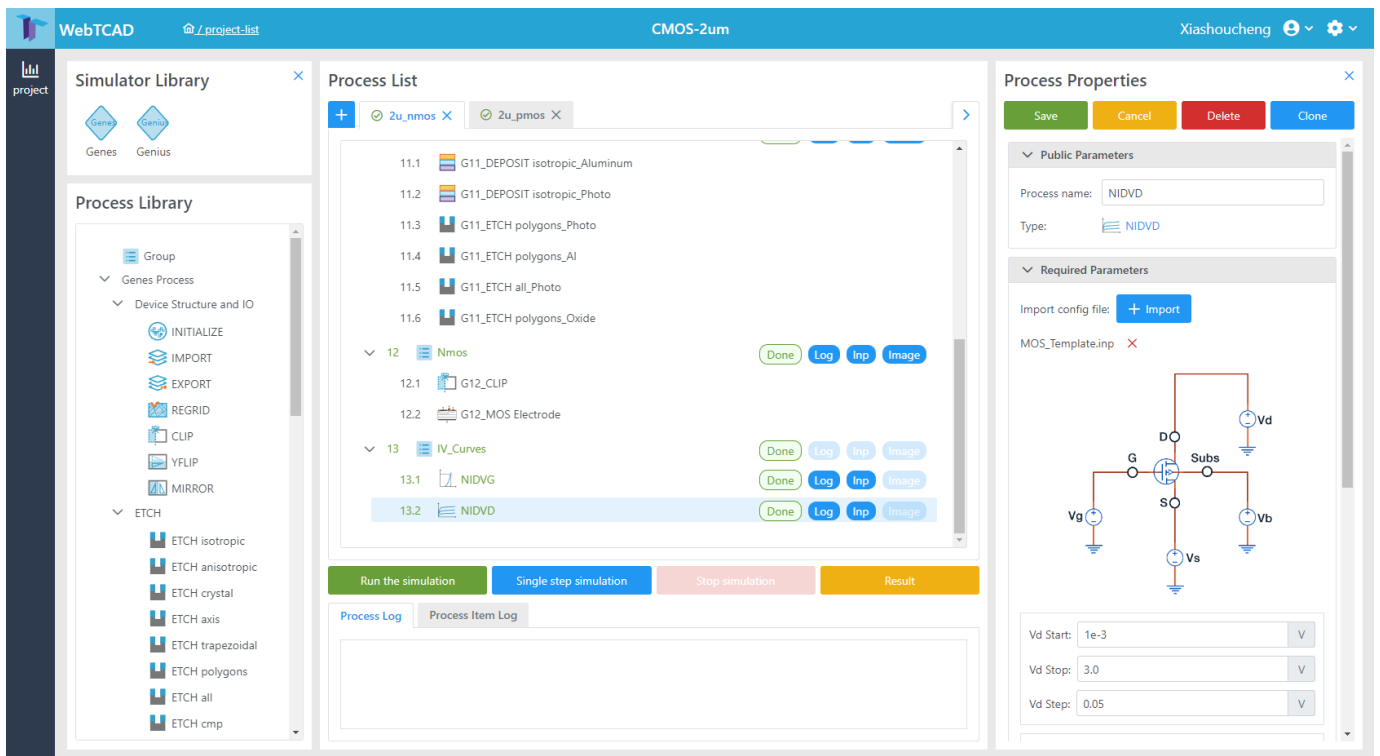 WebTCAD
/ project-list
CMOS-2um
Xiashoucheng
project
Simulator Library
Genes
Genius
Genes
Genius
Process Library
Group
Genes Process
Device Structure and IO
INITIALIZE
IMPORT
EXPORT
REGRID
CLIP
YFLIP
MIRROR
ETCH
ETCH isotropic
ETCH anisotropic
ETCH crystal
ETCH axis
ETCH trapezoidal
ETCH polygons
ETCH all
ETCH cmp
Process List
+ 2u_nmos 2u_pmos
11.1 G11_DEPOSIT isotropic_Aluminum
11.2 G11_DEPOSIT isotropic_Photo
11.3 G11_ETCH polygons_Photo
11.4 G11_ETCH polygons_Al
11.5 G11_ETCH all_Photo
11.6 G11_ETCH polygons_Oxide
12 Nmos Done Log Inp Image
12.1 G12_CLIP
12.2 G12_MOS Electrode
13 IV_Curves Done Log Inp Image
13.1 NIDVG Done Log Inp Image
13.2 NIDVD Done Log Inp Image
Run the simulation Single step simulation Stop simulation Result
Process Log Process Item Log
Process Properties
Save Cancel Delete Clone
Public Parameters
Process name: NIDVD
Type: NIDVD
Required Parameters
Import config file: + Import
MOS_Template.inp
Vd
D
G Subs
S
Vg Vb
Vs
Vd Start: 1e-3 V
Vd Stop: 3.0 V
Vd Step: 0.05 V